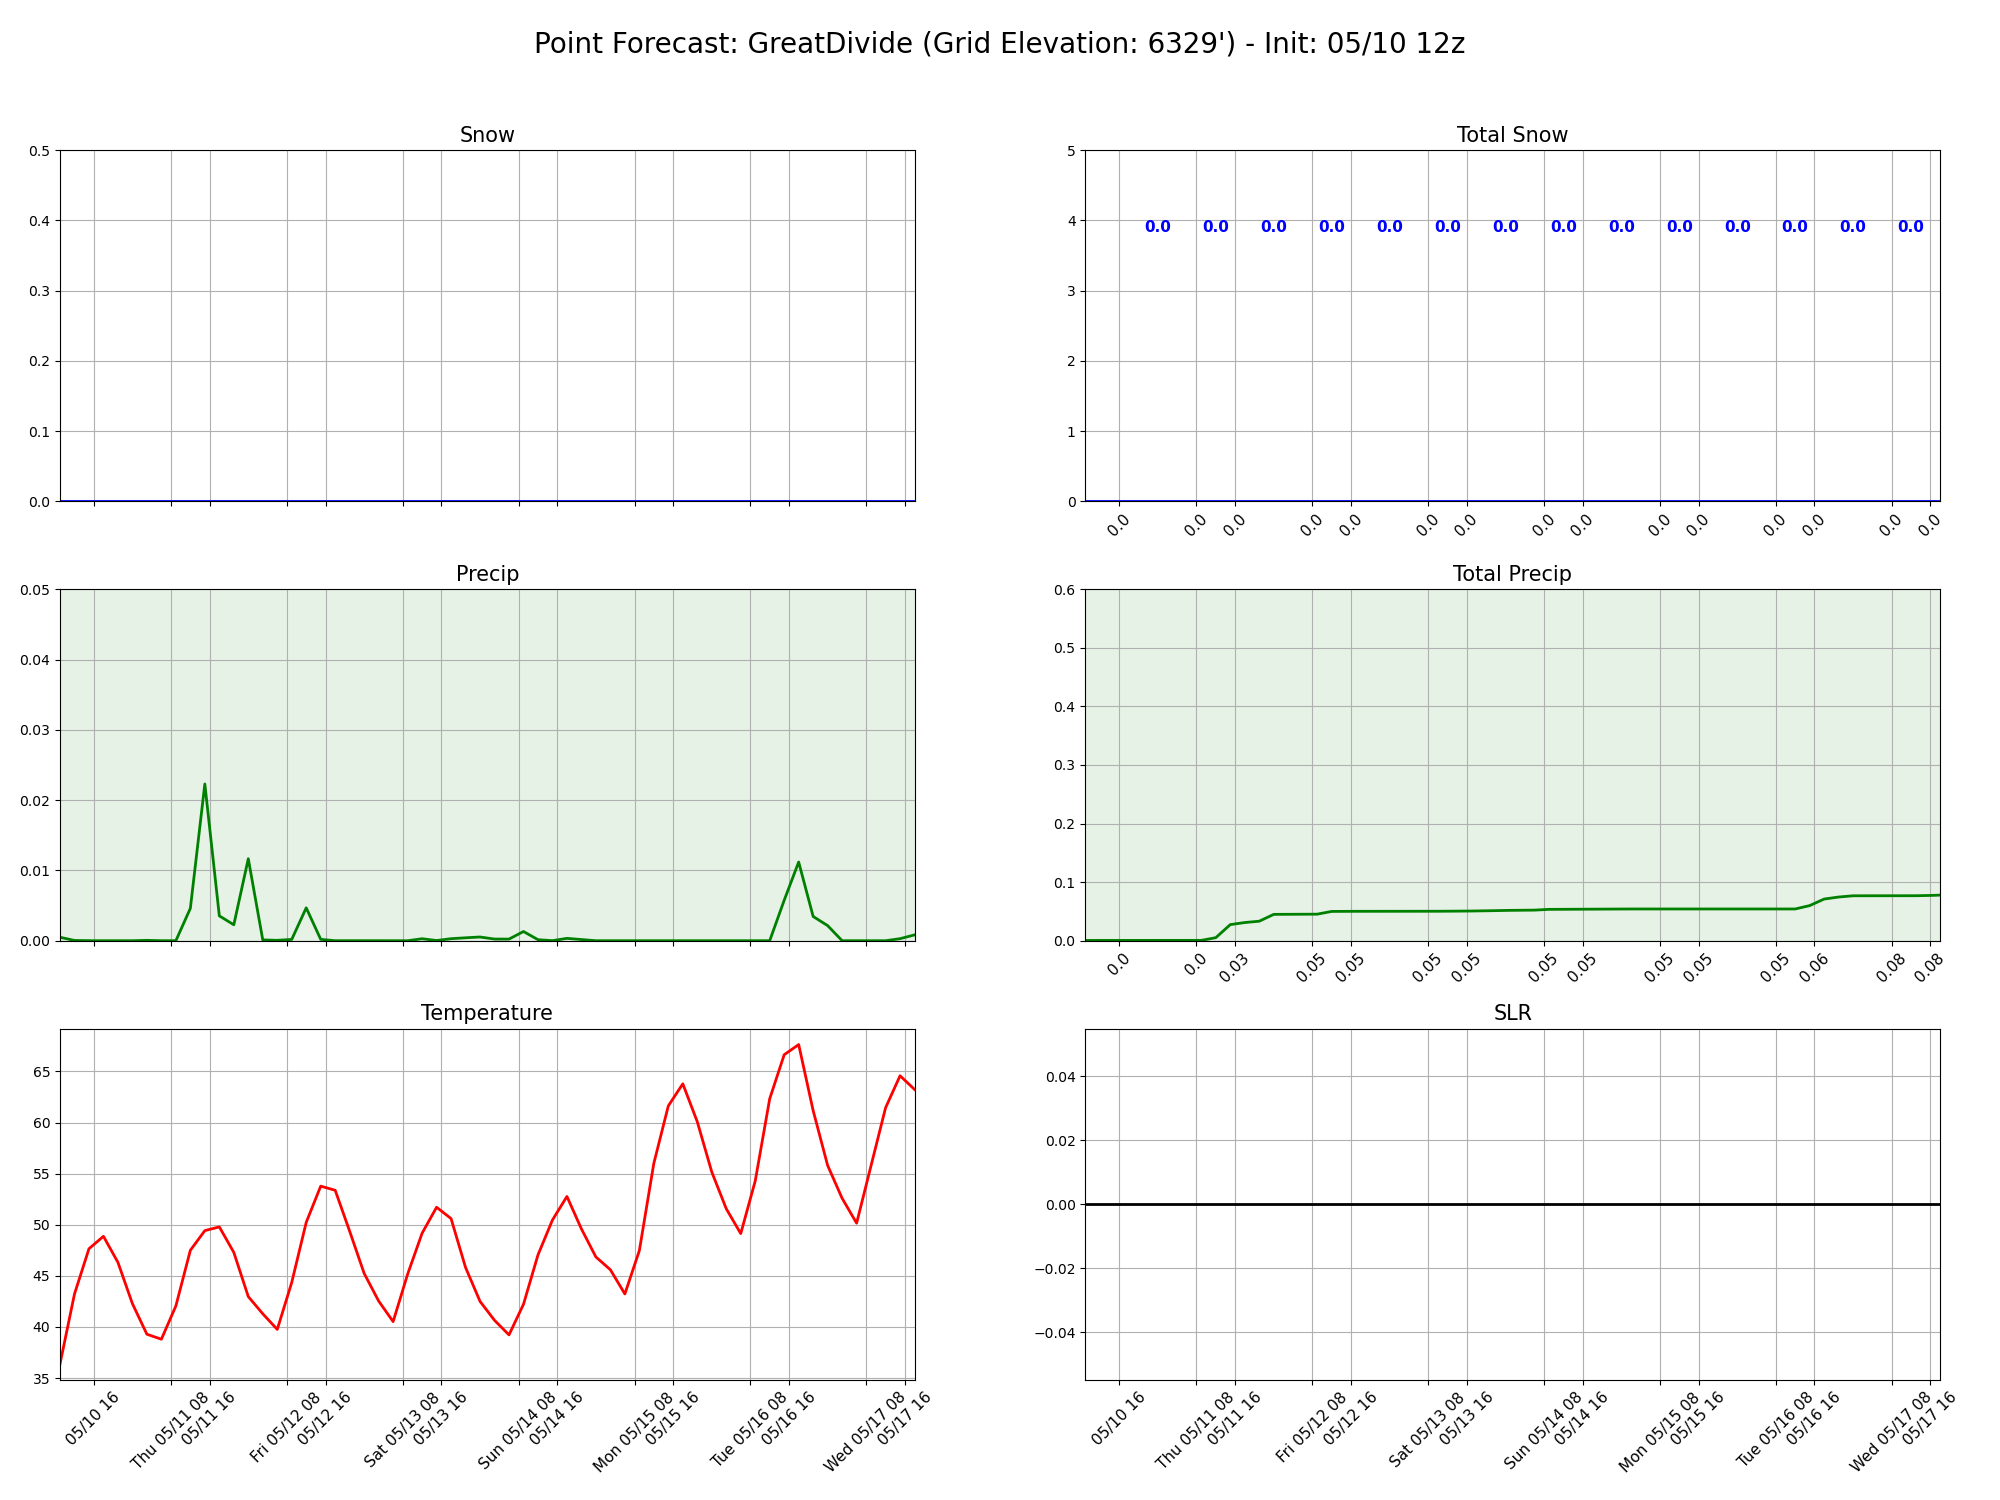 Point Forecast: GreatDivide (Grid Elevation: 6329') - Init: 05/10 12z
Snow
0.5
0.4
0.3
0.2
0.1
0.0
Total Snow
5
4
3
2
1
0
0.0 0.0 0.0 0.0 0.0 0.0 0.0 0.0 0.0 0.0 0.0 0.0 0.0 0.0
0.0 0.0 0.0 0.0 0.0 0.0 0.0 0.0 0.0 0.0 0.0 0.0 0.0 0.0 0.0
Precip
0.05
0.04
0.03
0.02
0.01
0.00
Total Precip
0.6
0.5
0.4
0.3
0.2
0.1
0.0
0.0 0.0 0.03 0.05 0.05 0.05 0.05 0.05 0.05 0.05 0.05 0.05 0.06 0.08 0.08
Temperature
65
60
55
50
45
40
35
05/10 16
Thu 05/11 08
05/11 16
Fri 05/12 08
05/12 16
Sat 05/13 08
05/13 16
Sun 05/14 08
05/14 16
Mon 05/15 08
05/15 16
Tue 05/16 08
05/16 16
Wed 05/17 08
05/17 16
SLR
0.04
0.02
0.00
−0.02
−0.04
05/10 16
Thu 05/11 08
05/11 16
Fri 05/12 08
05/12 16
Sat 05/13 08
05/13 16
Sun 05/14 08
05/14 16
Mon 05/15 08
05/15 16
Tue 05/16 08
05/16 16
Wed 05/17 08
05/17 16